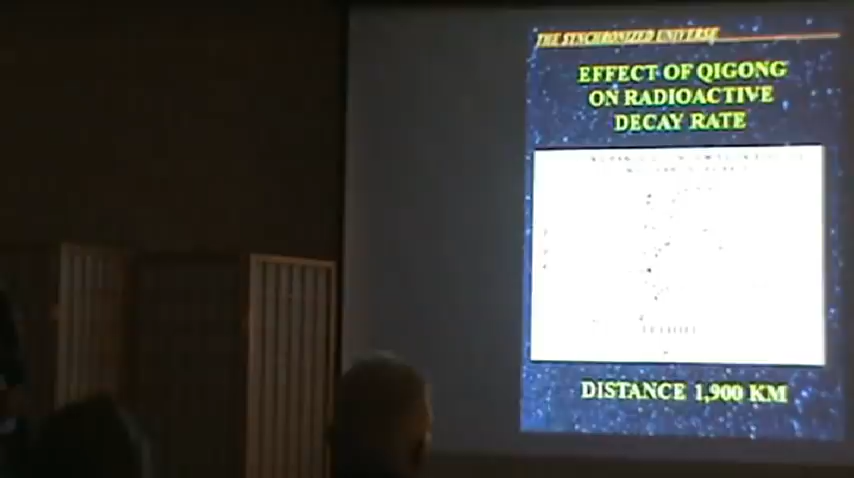 THE SYNCHRONIZED UNIVERSE
EFFECT OF QIGONG
ON RADIOACTIVE
DECAY RATE
DISTANCE 1,900 KM